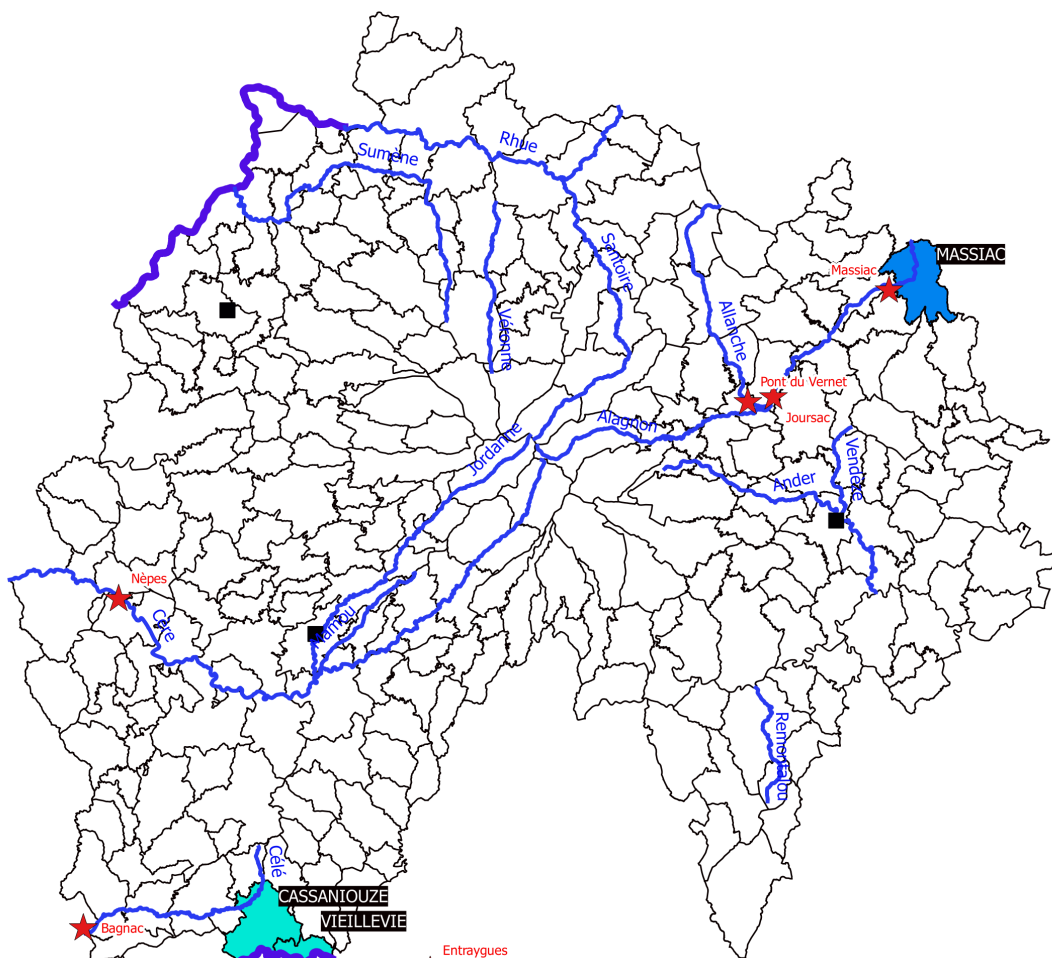 Rhue
Sumène
Santoire
MASSIAC
Massiac
Véronne
Allanche
Pont du Vernet
Joursac
Alagnon
Jordanne
Vendèze
Ander
Nèpes
Cère
Mamou
Remontalou
Célé
CASSANIOUZE
VIEILLEVIE
Bagnac
Entraygues